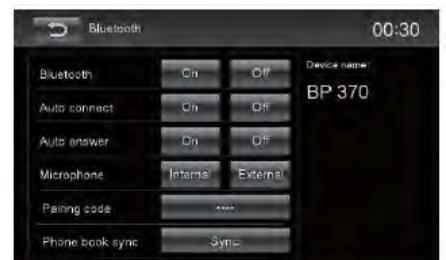 Bluetooth 00:30
Bluetooth On Off
Device name:
BP 370
Auto connect On Off
Auto answer On Off
Microphone Internal External
Pairing code ****
Phone book sync Sync